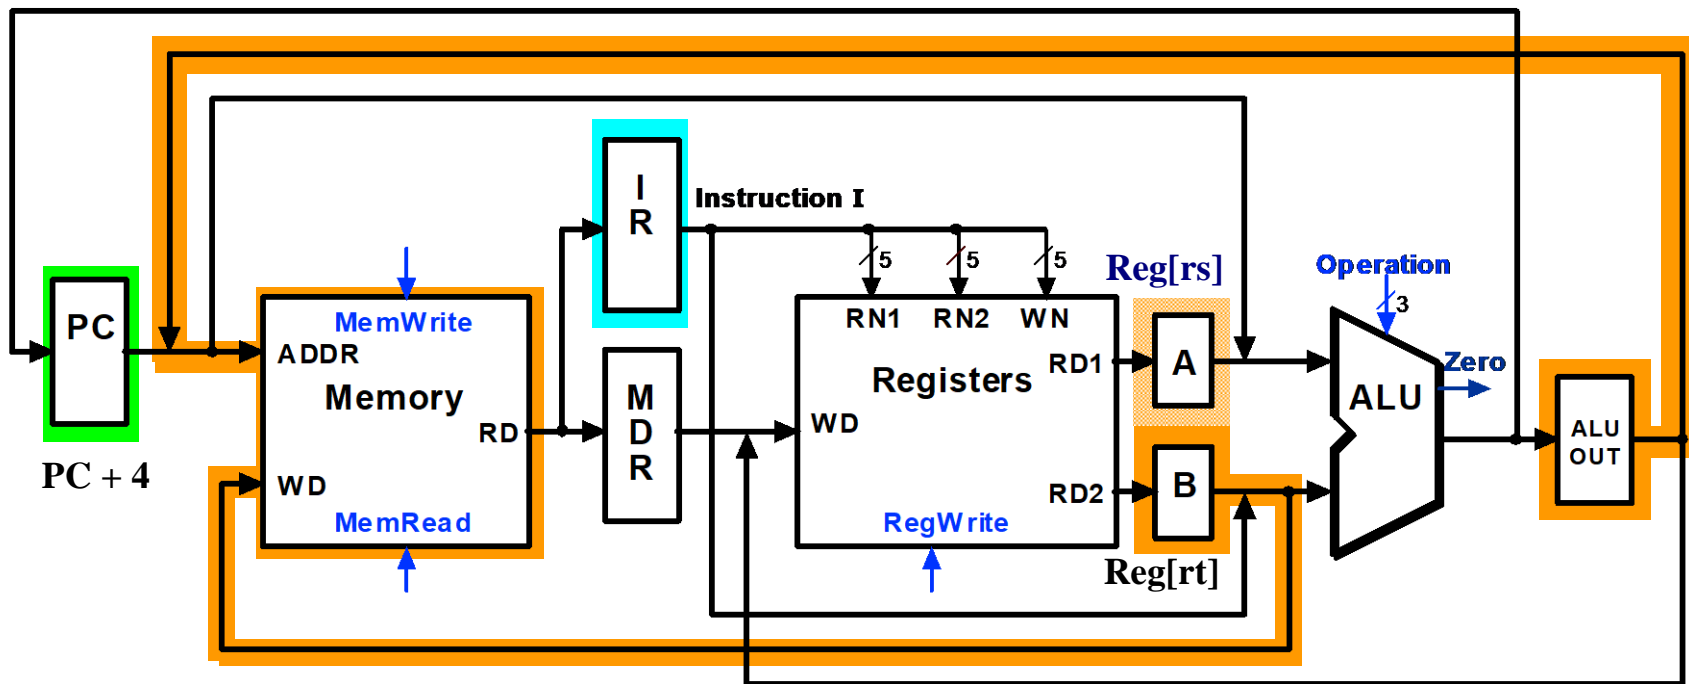 I
R
Instruction I
5
5
5
Reg[rs]
Operation
3
PC
MemWrite
ADDR
Memory
RD
WD
MemRead
PC + 4
M
D
R
RN1
RN2
WN
RD1
Registers
WD
RD2
RegWrite
A
B
Reg[rt]
Zero
ALU
ALU
OUT